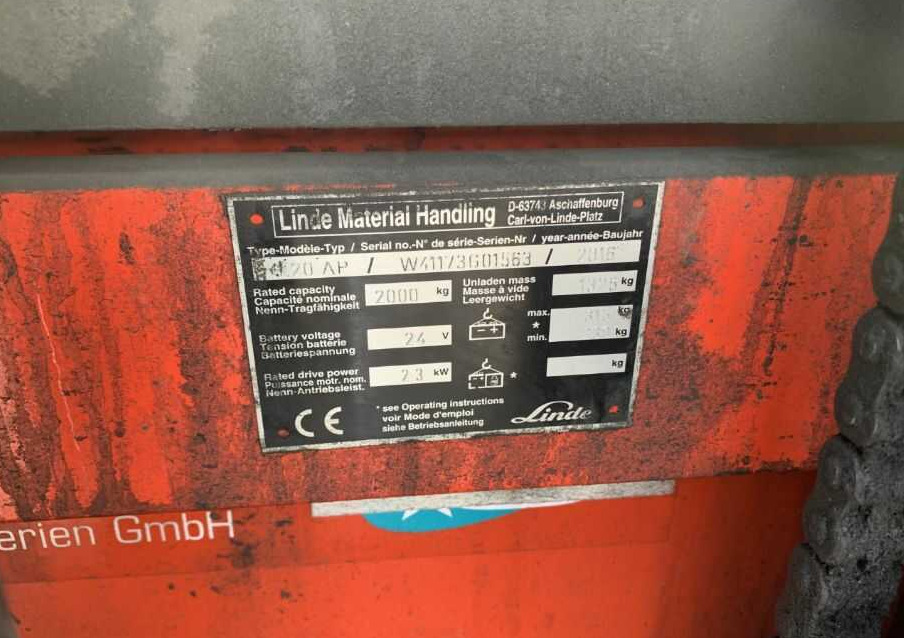 Linde Material Handling
D-63743 Aschaffenburg
Carl-von-Linde-Platz
Type-Modèle-Typ / Serial no.-N° de série-Serien-Nr / year-année-Baujahr
20 AP / W41173G01563 / 2016
Rated capacity
Capacité nominale
Nenn-Tragfähigkeit
2000 kg
Unladen mass
Masse à vide
Leergewicht
kg
max.
*
min.
kg
kg
Battery voltage
Tension batterie
Batteriespannung
24 V
Rated drive power
Puissance motr. nom.
Nenn-Antriebsleist.
2.3 kW
*
kg
CE
* see Operating instructions
voir Mode d'emploi
siehe Betriebsanleitung
Linde
erien GmbH